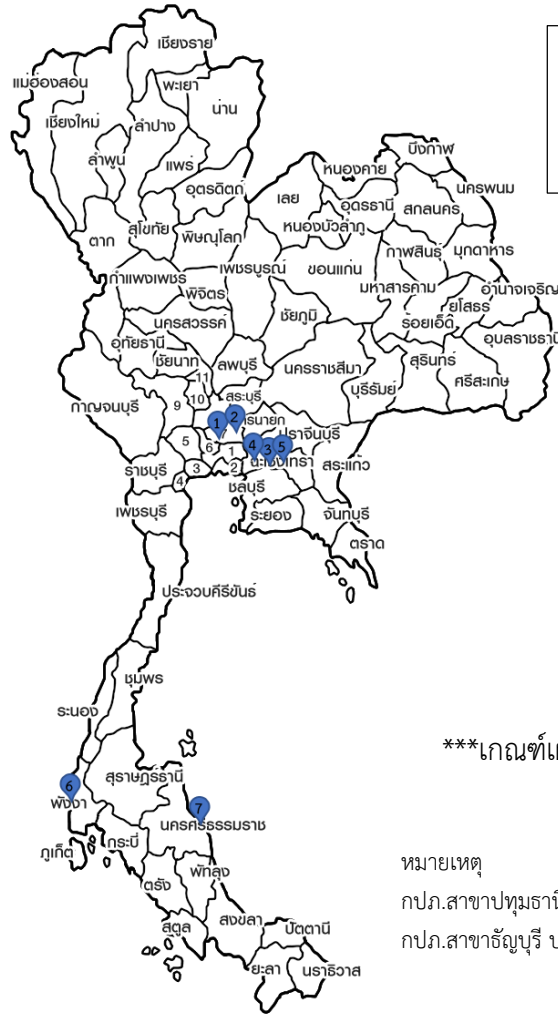 เชียงราย
แม่ฮ่องสอน
พะเยา
เชียงใหม่
น่าน
ลำปาง
ลำพูน
แพร่
อุตรดิตถ์
บึงกาฬ
หนองคาย
นครพนม
เลย
อุดรธานี
สกลนคร
หนองบัวลำภู
ตาก
สุโขทัย
พิษณุโลก
กาฬสินธุ์
มุกดาหาร
กำแพงเพชร
เพชรบูรณ์
ขอนแก่น
พิจิตร
มหาสารคาม
อำนาจเจริญ
ยโสธร
ร้อยเอ็ด
ชัยภูมิ
นครสวรรค์
อุทัยธานี
ชัยนาท
ลพบุรี
นครราชสีมา
บุรีรัมย์
สุรินทร์
ศรีสะเกษ
อุบลราชธานี
11
10
9
สระบุรี
กาญจนบุรี
1
2
ปราจีนบุรี
5
6
1
4
3
5
สระแก้ว
ราชบุรี
3
2
4
ชลบุรี
ระยอง
จันทบุรี
เพชรบุรี
ตราด
ประจวบคีรีขันธ์
ชุมพร
ระนอง
***เกณฑ์
สุราษฎร์ธานี
6
พังงา
7
นครศรีธรรมราช
ภูเก็ต
กระบี่
ตรัง
พัทลุง
หมายเหตุ
กปภ.สาขาปทุมธานี
กปภ.สาขาธัญบุรี
สตูล
สงขลา
ปัตตานี
ยะลา
นราธิวาส